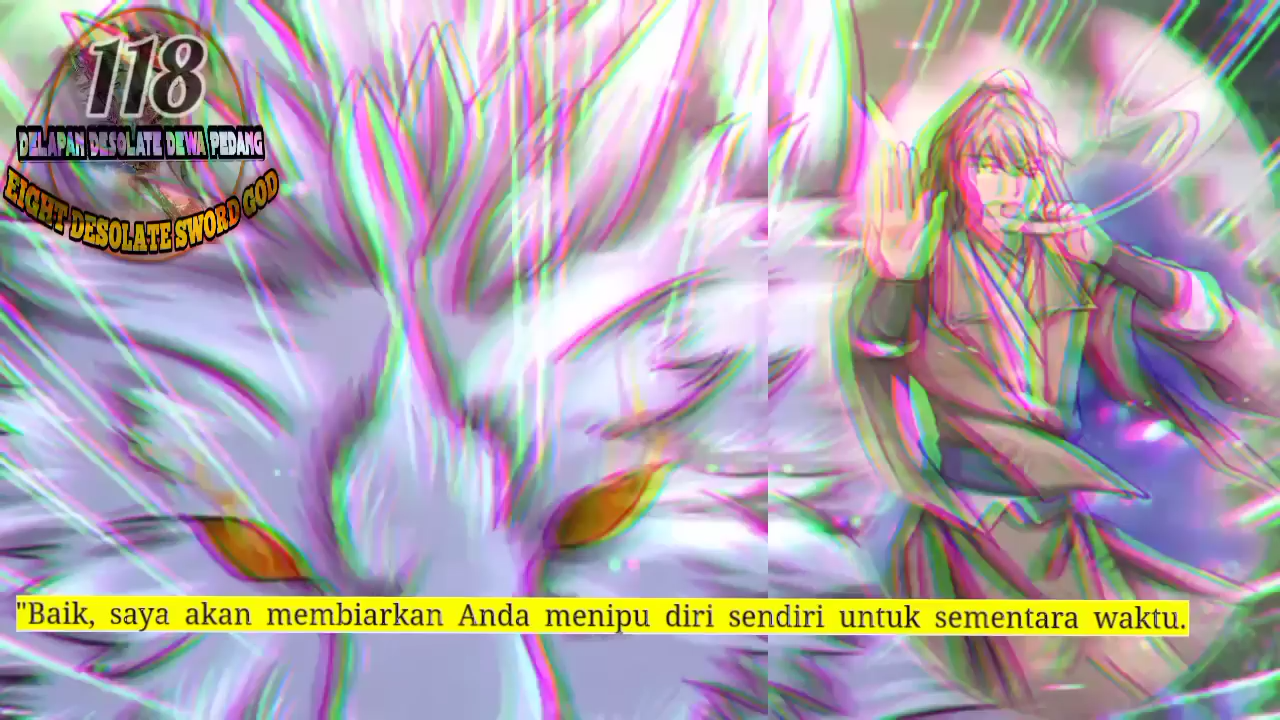 118
DELAPAN DESOLATE DEWA PEDANG
EIGHT DESOLATE SWORD GOD
"Baik, saya akan membiarkan Anda menipu diri sendiri untuk sementara waktu.